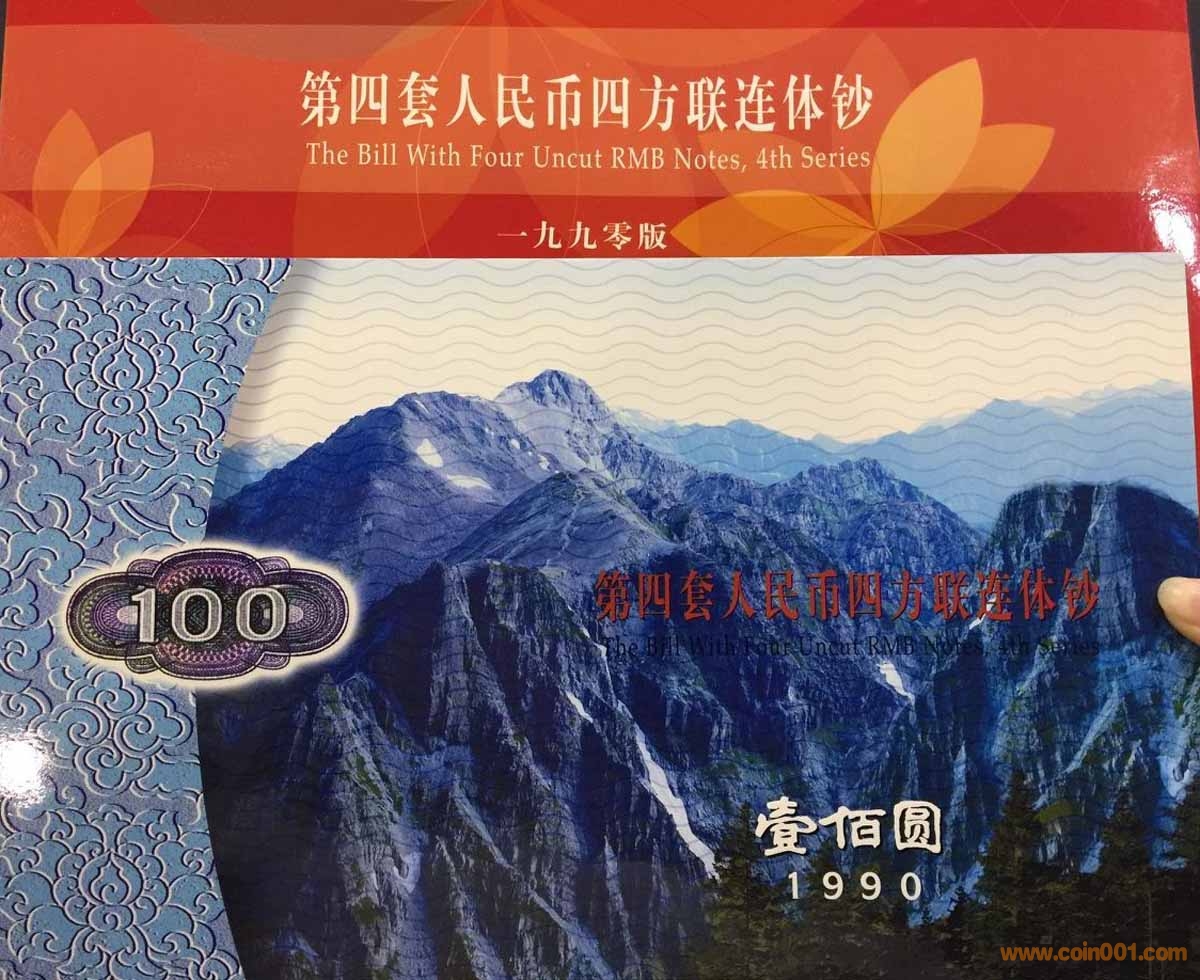 第四套人民币四方联连体钞
The Bill With Four Uncut RMB Notes, 4th Series
一九九零版
100
第四套人民币四方联连体钞
The Bill With Four Uncut RMB Notes, 4th Series
壹佰圆
1990
www.coin001.com